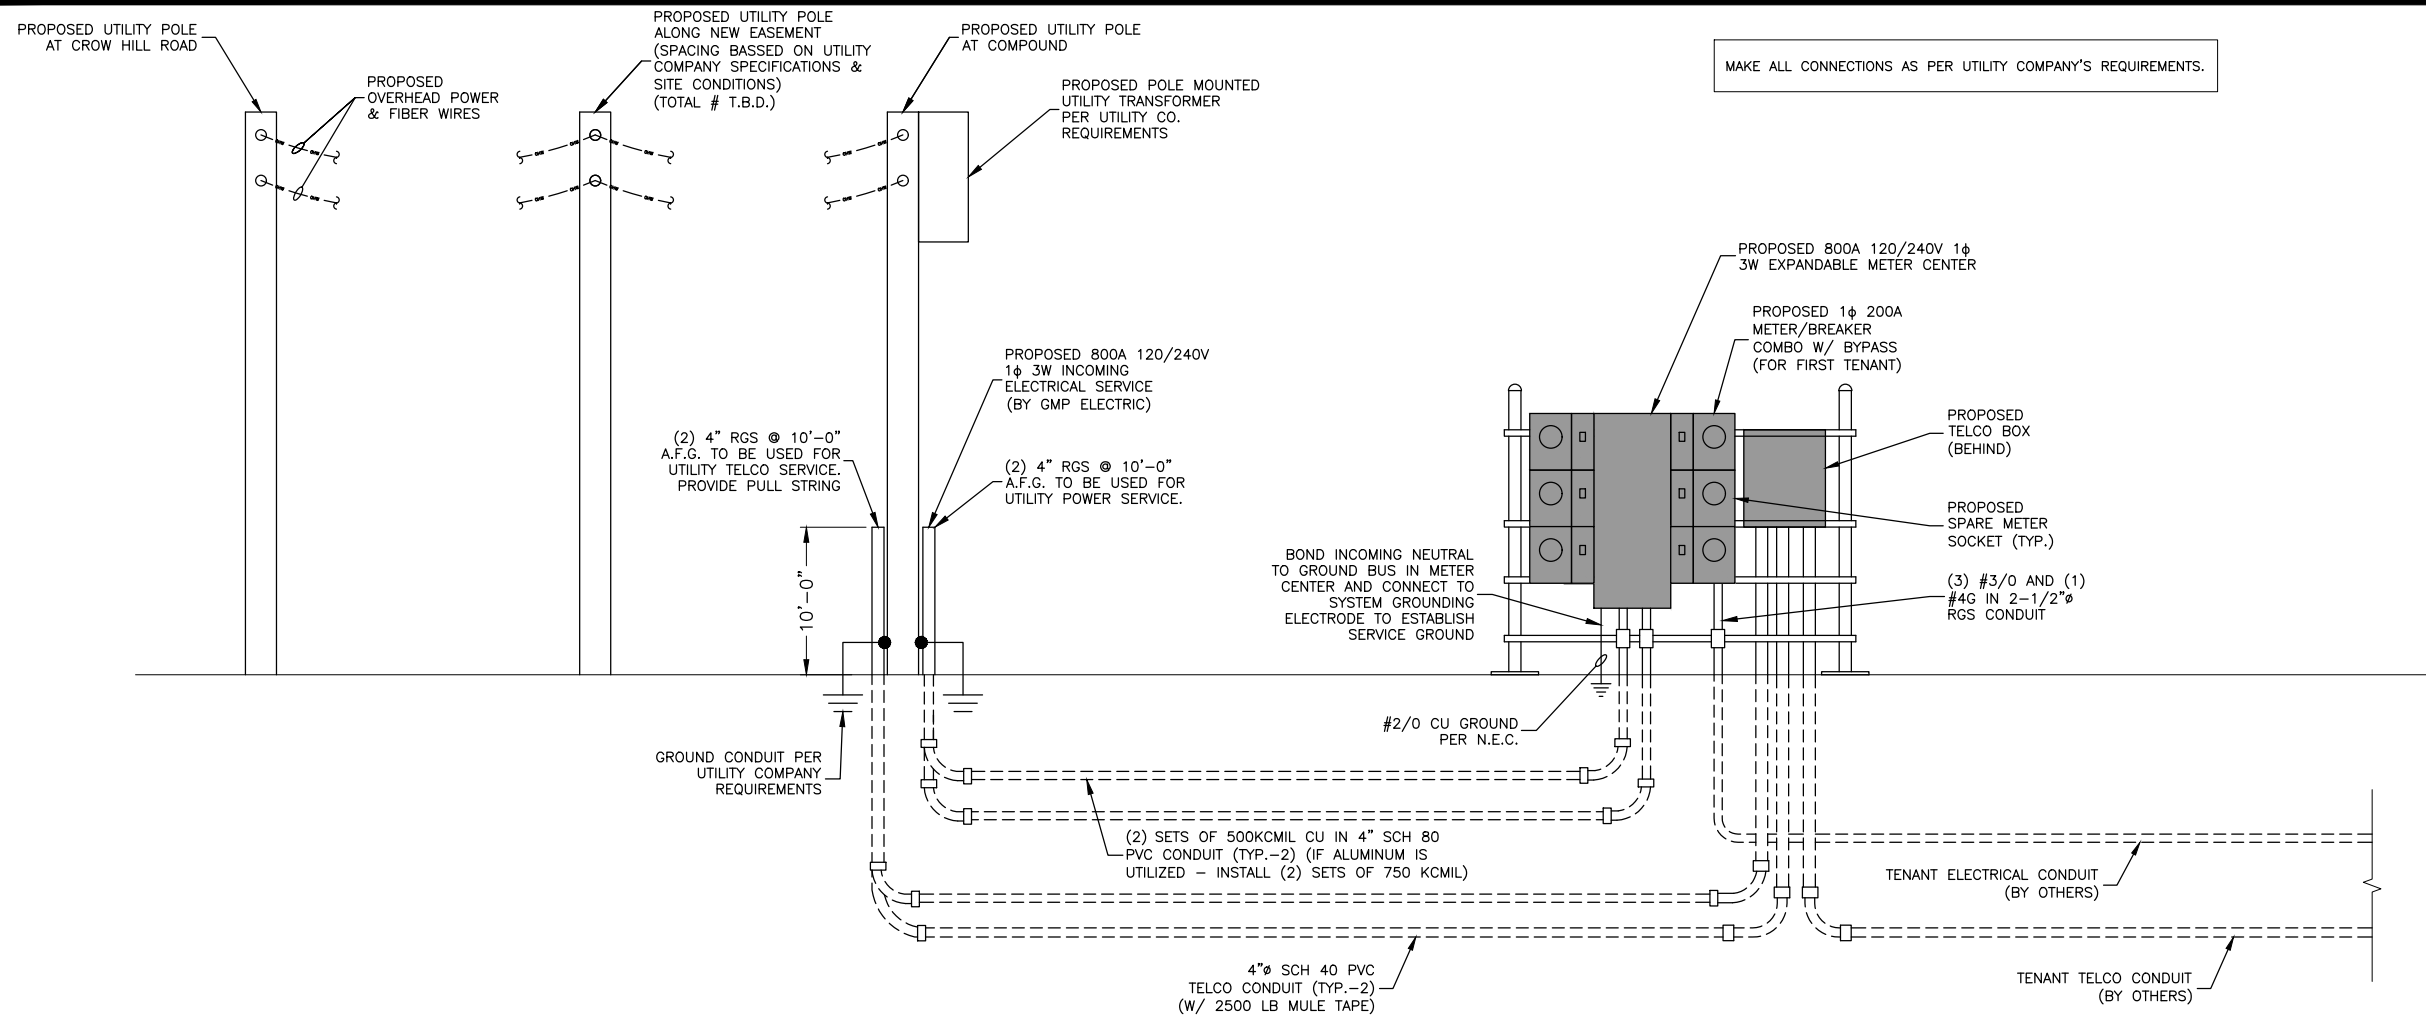 PROPOSED UTILITY POLE
AT CROW HILL ROAD
PROPOSED
OVERHEAD POWER
& FIBER WIRES
PROPOSED UTILITY POLE
ALONG NEW EASEMENT
(SPACING BASSED ON UTILITY
COMPANY SPECIFICATIONS &
SITE CONDITIONS)
(TOTAL # T.B.D.)
PROPOSED UTILITY POLE
AT COMPOUND
PROPOSED POLE MOUNTED
UTILITY TRANSFORMER
PER UTILITY CO.
REQUIREMENTS
MAKE ALL CONNECTIONS AS PER UTILITY COMPANY'S REQUIREMENTS.
PROPOSED 800A 120/240V 1ϕ
3W EXPANDABLE METER CENTER
PROPOSED 1ϕ 200A
METER/BREAKER
COMBO W/ BYPASS
(FOR FIRST TENANT)
PROPOSED 800A 120/240V
1ϕ 3W INCOMING
ELECTRICAL SERVICE
(BY GMP ELECTRIC)
(2) 4" RGS @ 10'-0"
A.F.G. TO BE USED FOR
UTILITY TELCO SERVICE.
PROVIDE PULL STRING
(2) 4" RGS @ 10'-0"
A.F.G. TO BE USED FOR
UTILITY POWER SERVICE.
PROPOSED
TELCO BOX
(BEHIND)
PROPOSED
SPARE METER
SOCKET (TYP.)
10'-0"
BOND INCOMING NEUTRAL
TO GROUND BUS IN METER
CENTER AND CONNECT TO
SYSTEM GROUNDING
ELECTRODE TO ESTABLISH
SERVICE GROUND
(3) #3/0 AND (1)
#4G IN 2-1/2"ø
RGS CONDUIT
#2/0 CU GROUND
PER N.E.C.
GROUND CONDUIT PER
UTILITY COMPANY
REQUIREMENTS
(2) SETS OF 500KCMIL CU IN 4" SCH 80
PVC CONDUIT (TYP.-2) (IF ALUMINUM IS
UTILIZED - INSTALL (2) SETS OF 750 KCMIL)
TENANT ELECTRICAL CONDUIT
(BY OTHERS)
4"ø SCH 40 PVC
TELCO CONDUIT (TYP.-2)
(W/ 2500 LB MULE TAPE)
TENANT TELCO CONDUIT
(BY OTHERS)